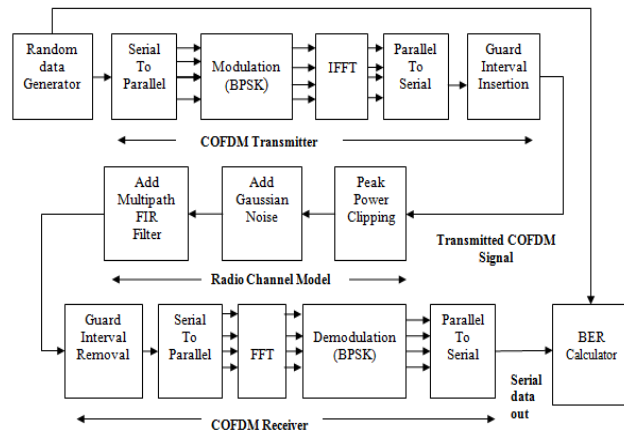 Random
data
Generator
Serial
To
Parallel
Modulation
(BPSK)
IFFT
Parallel
To
Serial
Guard
Interval
Insertion
COFDM Transmitter
Add
Multipath
FIR
Filter
Add
Gaussian
Noise
Peak
Power
Clipping
Transmitted COFDM
Signal
Radio Channel Model
Guard
Interval
Removal
Serial
To
Parallel
FFT
Demodulation
(BPSK)
Parallel
To
Serial
Serial
data
out
BER
Calculator
COFDM Receiver